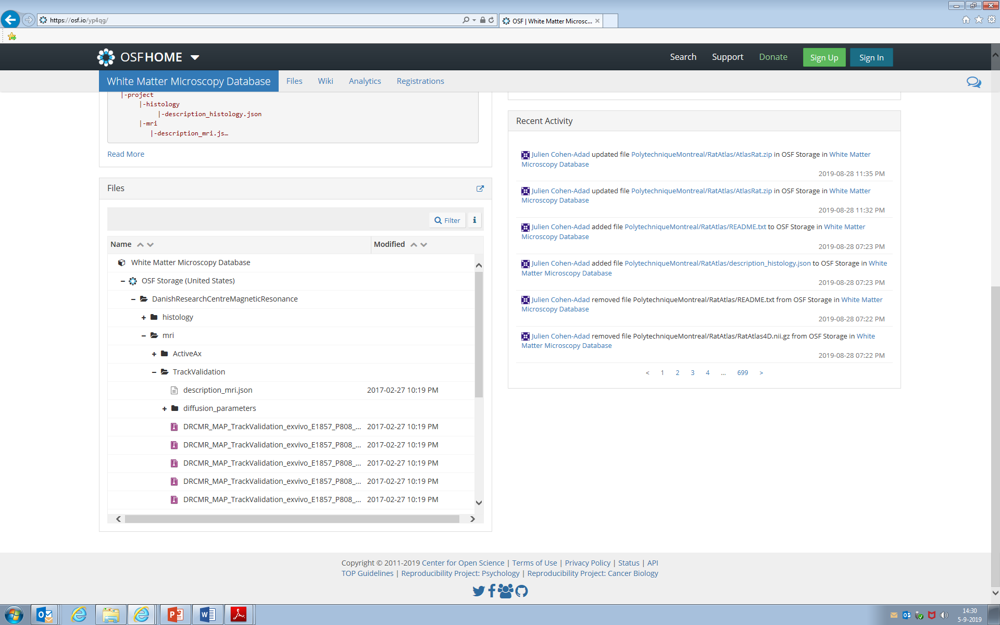 https://osf.io/yp4qg/
OSF | White Matter Microsc...
OSFHOME
Search Support Donate Sign Up Sign In
White Matter Microscopy Database Files Wiki Analytics Registrations
|-project
|-histology
|-description_histology.json
|-mri
|-description_mri.js…
Read More
Files
Filter
Name Modified
White Matter Microscopy Database
OSF Storage (United States)
DanishResearchCentreMagneticResonance
histology
mri
ActiveAx
TrackValidation
description_mri.json 2017-02-27 10:19 PM
diffusion_parameters
DRCMR_MAP_TrackValidation_exvivo_E1857_P808_... 2017-02-27 10:19 PM
DRCMR_MAP_TrackValidation_exvivo_E1857_P808_... 2017-02-27 10:19 PM
DRCMR_MAP_TrackValidation_exvivo_E1857_P808_... 2017-02-27 10:19 PM
DRCMR_MAP_TrackValidation_exvivo_E1857_P808_... 2017-02-27 10:19 PM
DRCMR_MAP_TrackValidation_exvivo_E1857_P808_... 2017-02-27 10:19 PM
Recent Activity
Julien Cohen-Adad updated file PolytechniqueMontreal/RatAtlas/AtlasRat.zip in OSF Storage in White Matter
Microscopy Database
2019-08-28 11:35 PM
Julien Cohen-Adad updated file PolytechniqueMontreal/RatAtlas/AtlasRat.zip in OSF Storage in White Matter
Microscopy Database
2019-08-28 11:32 PM
Julien Cohen-Adad added file PolytechniqueMontreal/RatAtlas/README.txt to OSF Storage in White Matter
Microscopy Database
2019-08-28 07:23 PM
Julien Cohen-Adad added file PolytechniqueMontreal/RatAtlas/description_histology.json to OSF Storage in White
Matter Microscopy Database
2019-08-28 07:23 PM
Julien Cohen-Adad removed file PolytechniqueMontreal/RatAtlas/README.txt from OSF Storage in White Matter
Microscopy Database
2019-08-28 07:22 PM
Julien Cohen-Adad removed file PolytechniqueMontreal/RatAtlas/RatAtlas4D.nii.gz from OSF Storage in White
Matter Microscopy Database
2019-08-28 07:22 PM
< 1 2 3 4 ... 699 >
Copyright © 2011-2019 Center for Open Science | Terms of Use | Privacy Policy | Status | API
TOP Guidelines | Reproducibility Project: Psychology | Reproducibility Project: Cancer Biology
14:30
5-9-2019